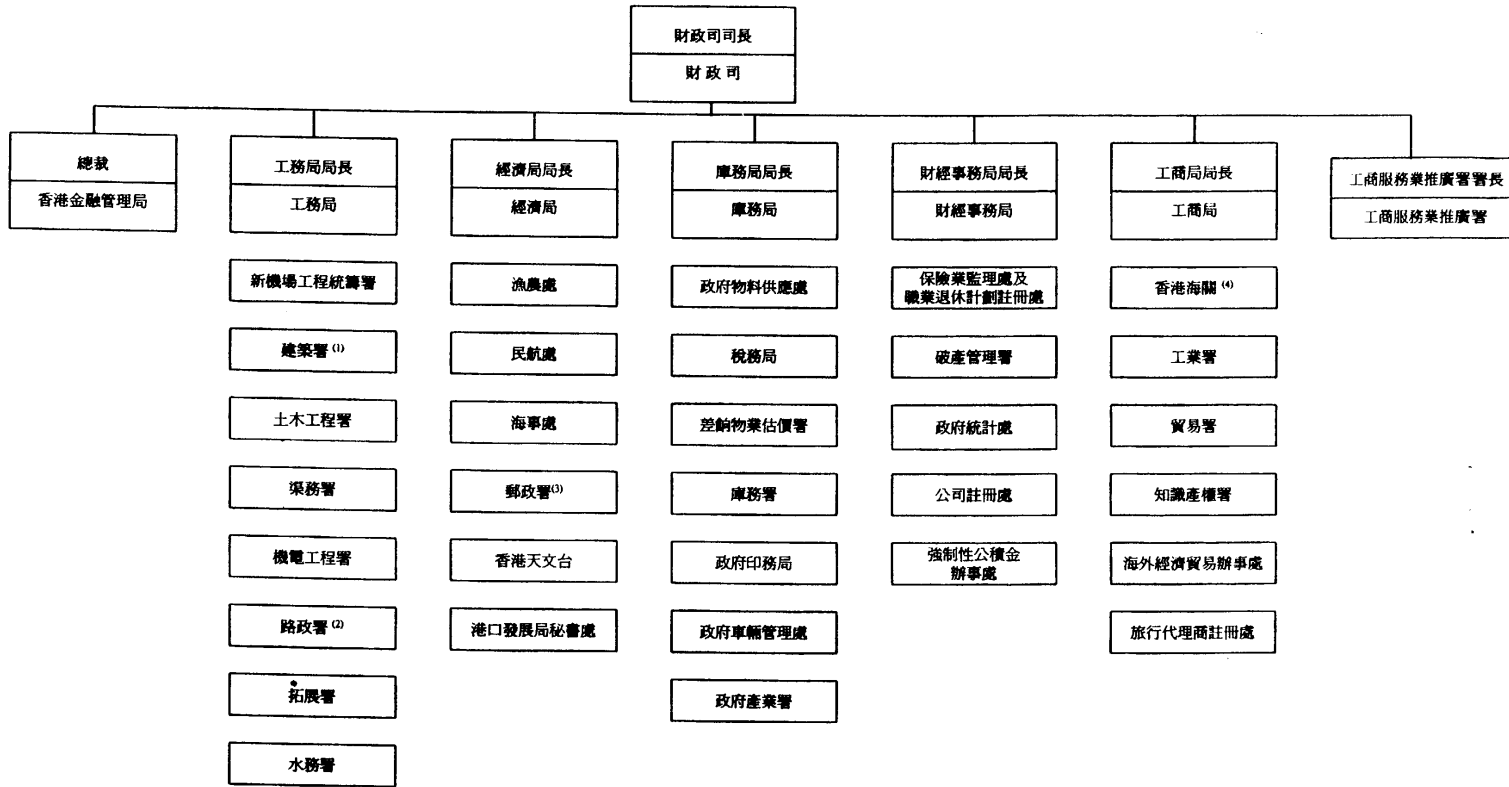 財政司司長
財政司
總裁
香港金融管理局
工務局局長
工務局
新機場工程統籌署
建築署 (1)
土木工程署
渠務署
機電工程署
路政署 (2)
拓展署
水務署
經濟局局長
經濟局
漁農處
民航處
海事處
郵政署(3)
香港天文台
港口發展局秘書處
庫務局局長
庫務局
政府物料供應處
稅務局
差餉物業估價署
庫務署
政府印務局
政府車輛管理處
政府產業署
財經事務局局長
財經事務局
保險業監理處及
職業退休計劃註冊處
破產管理署
政府統計處
公司註冊處
強制性公積金
辦事處
工商局局長
工商局
香港海關 (4)
工業署
貿易署
知識產權署
海外經濟貿易辦事處
旅行代理商註冊處
工商服務業推廣署署長
工商服務業推廣署